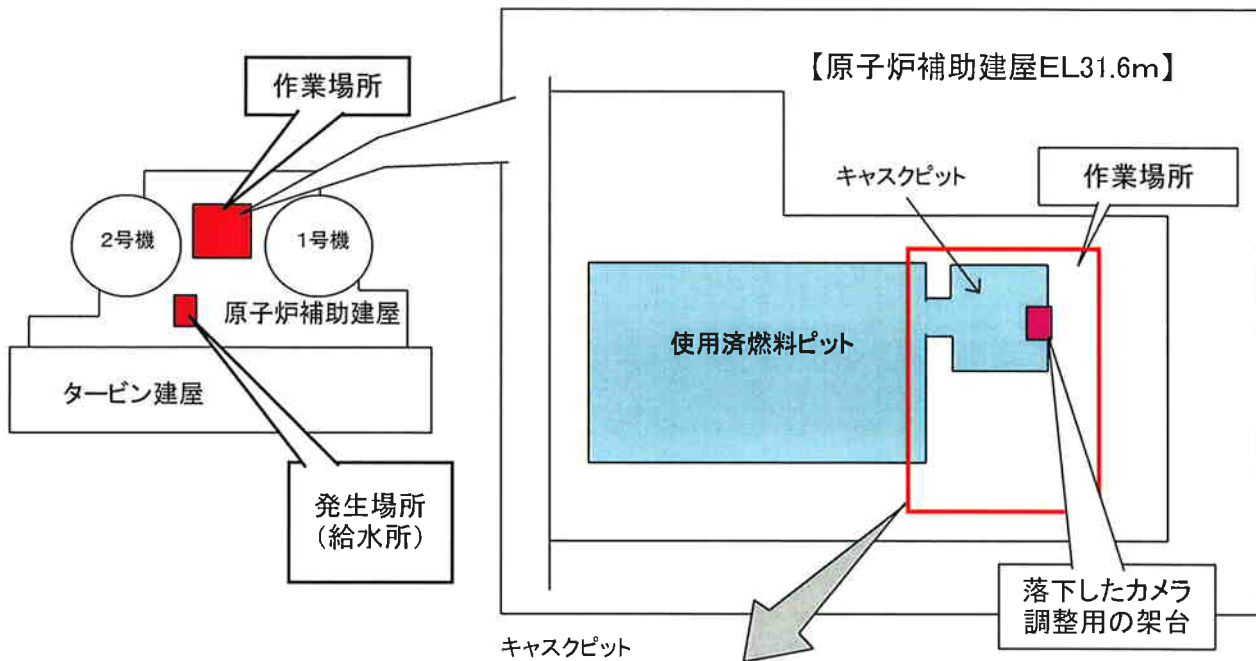 【原子炉補助建屋EL31.6m】
作業場所
キャスクピット
作業場所
2号機
1号機
原子炉補助建屋
使用済燃料ピット
タービン建屋
発生場所
(給水所)
落下したカメラ
調整用の架台
キャスクピット